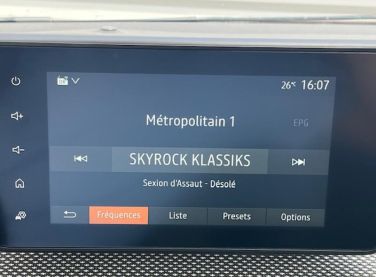 26°C 16:07
Métropolitain 1
EPG
SKYROCK KLASSIKS
Sexion d'Assaut - Désolé
Fréquences Liste Presets Options